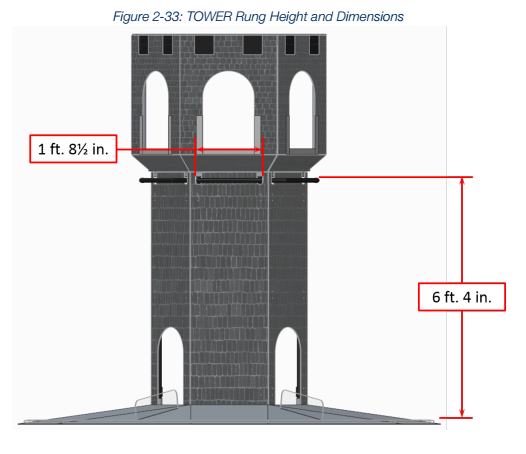 Figure 2-33: TOWER Rung Height and Dimensions
1 ft. 8½ in.
6 ft. 4 in.